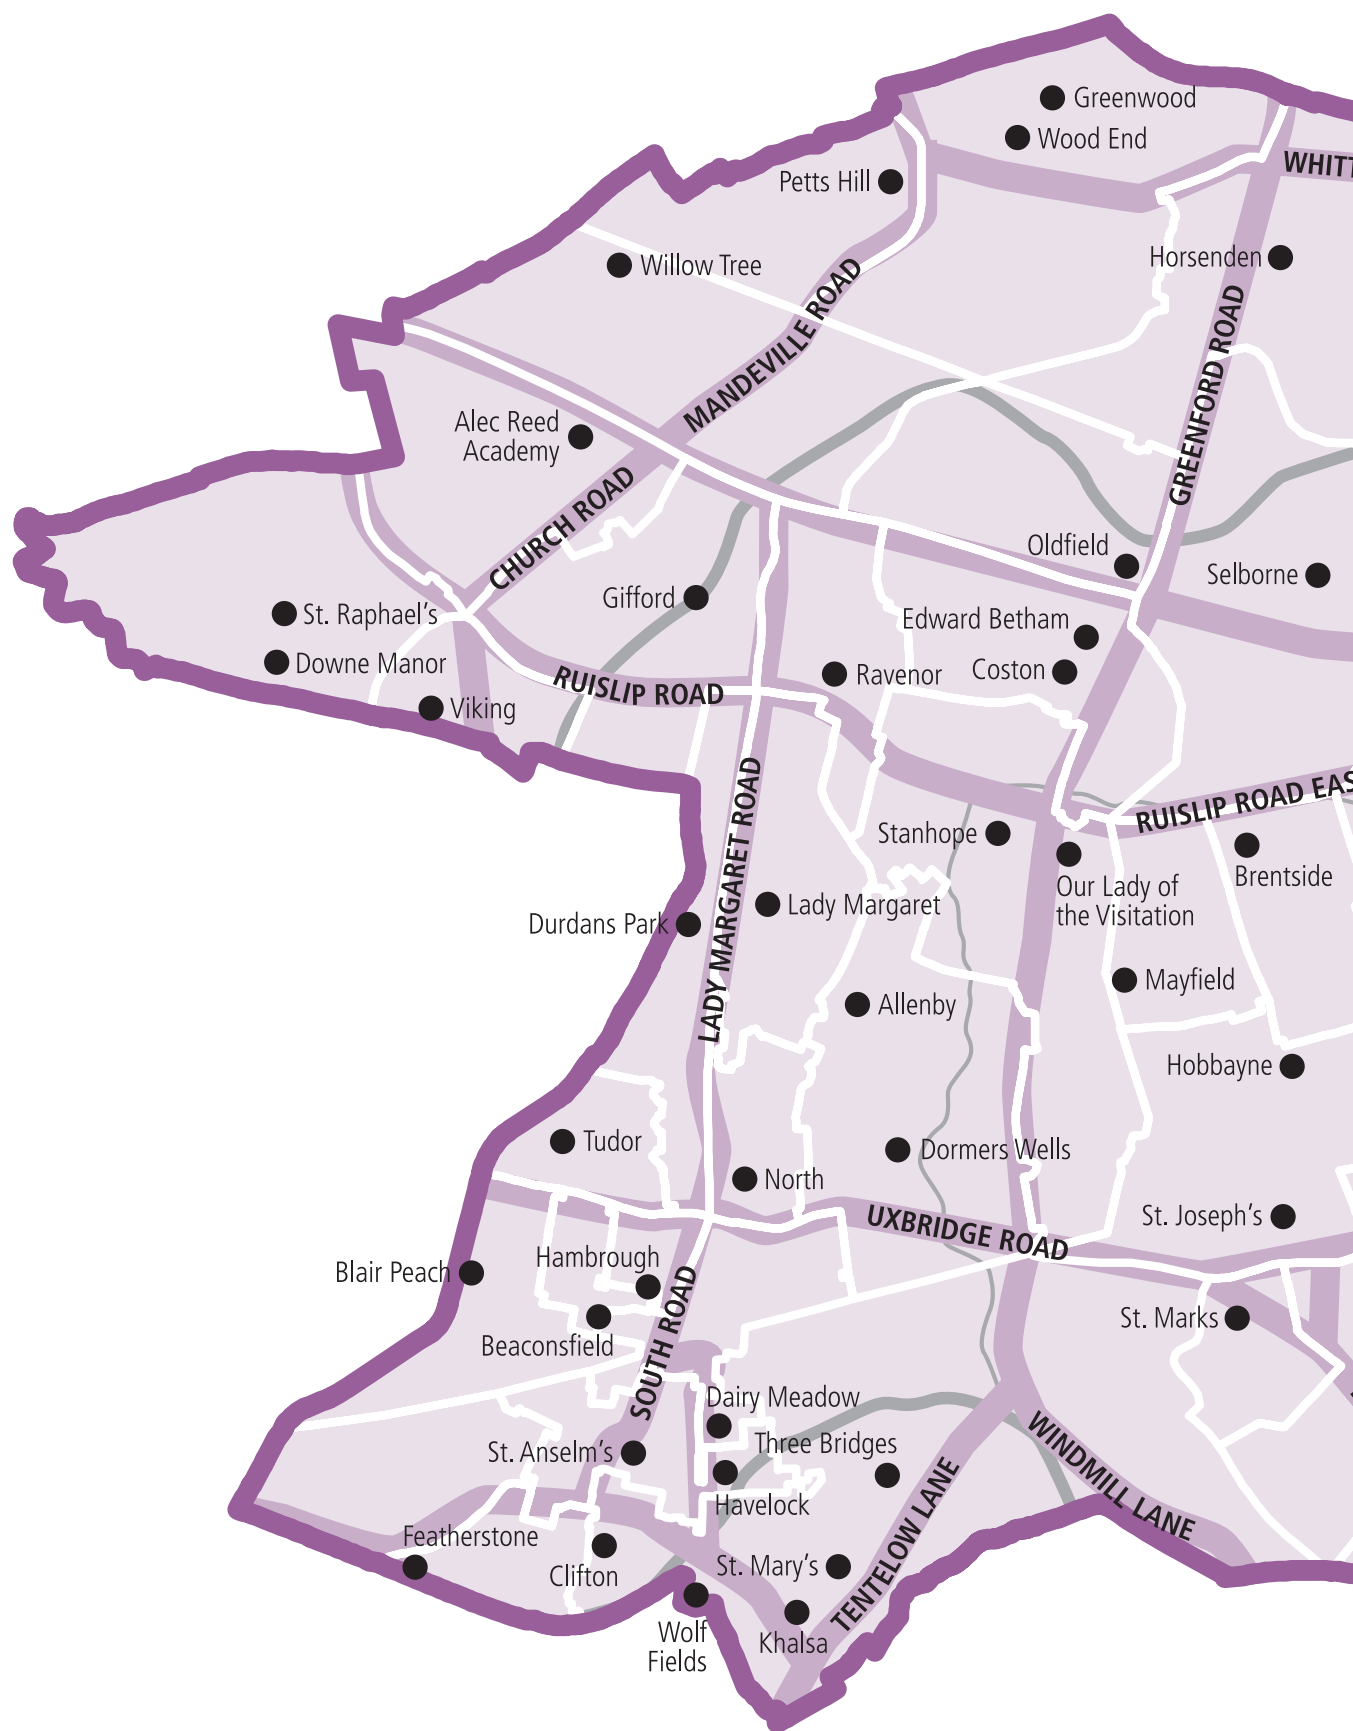 Greenwood
Wood End
WHITT
Petts Hill
Horsenden
Willow Tree
MANDEVILLE ROAD
GREENFORD ROAD
Alec Reed
Academy
CHURCH ROAD
Oldfield
Selborne
Gifford
St. Raphael's
Edward Betham
Downe Manor
Ravenor
Coston
RUISLIP ROAD
Viking
LADY MARGARET ROAD
RUISLIP ROAD EAS
Stanhope
Brentside
Our Lady of
the Visitation
Lady Margaret
Durdans Park
Mayfield
Allenby
Hobbayne
Tudor
Dormers Wells
North
UXBRIDGE ROAD
St. Joseph's
Hambrough
Blair Peach
SOUTH ROAD
St. Marks
Beaconsfield
Dairy Meadow
Three Bridges
St. Anselm's
WINDMILL LANE
TENTELOW LANE
Havelock
Featherstone
Clifton
St. Mary's
Wolf
Fields
Khalsa